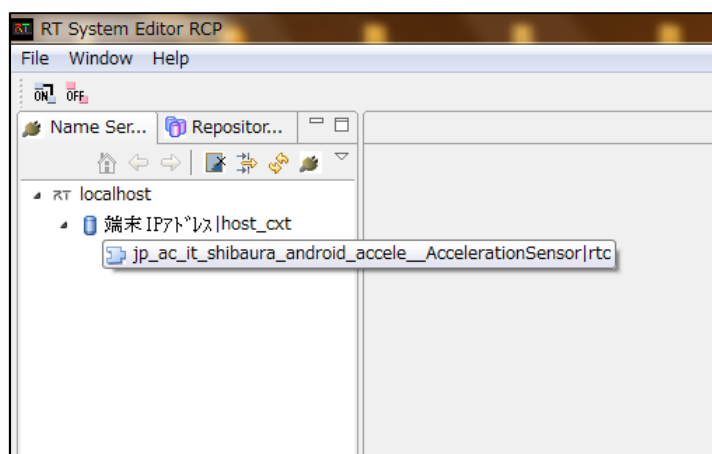 RT System Editor RCP
File Window Help
ON OFF
Name Ser... Repositor...
RT localhost
端末IPｱﾄﾞﾚｽ|host_cxt
jp_ac_it_shibaura_android_accele__AccelerationSensor|rtc